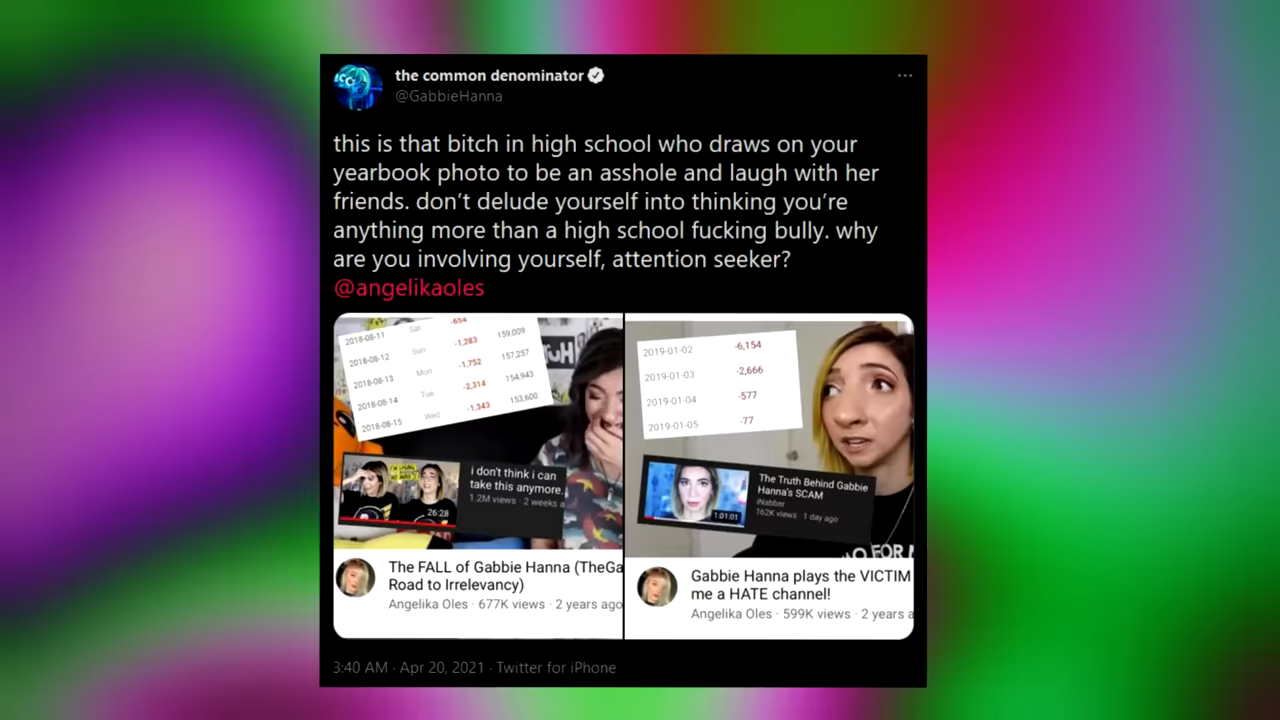 the common denominator
@GabbieHanna
this is that bitch in high school who draws on your
yearbook photo to be an asshole and laugh with her
friends. don't delude yourself into thinking you're
anything more than a high school fucking bully. why
are you involving yourself, attention seeker?
@angelikaoles
2018-08-11 Sat -654 159,009
2018-08-12 Sun -1,283 157,257
2018-08-13 Mon -1,752 154,943
2018-08-14 Tue -2,314 153,600
2018-08-15 Wed -1,343
i don't think i can
take this anymore.
1.2M views · 2 weeks a
26:28
The FALL of Gabbie Hanna (TheGa
Road to Irrelevancy)
Angelika Oles · 677K views · 2 years ago
2019-01-02 -6,154
2019-01-03 -2,666
2019-01-04 -577
2019-01-05 -77
The Truth Behind Gabbie
Hanna's SCAM
iNabber
162K views · 1 day ago
1:01:01
FOR
Gabbie Hanna plays the VICTIM
me a HATE channel!
Angelika Oles · 599K views · 2 years a
3:40 AM · Apr 20, 2021 · Twitter for iPhone